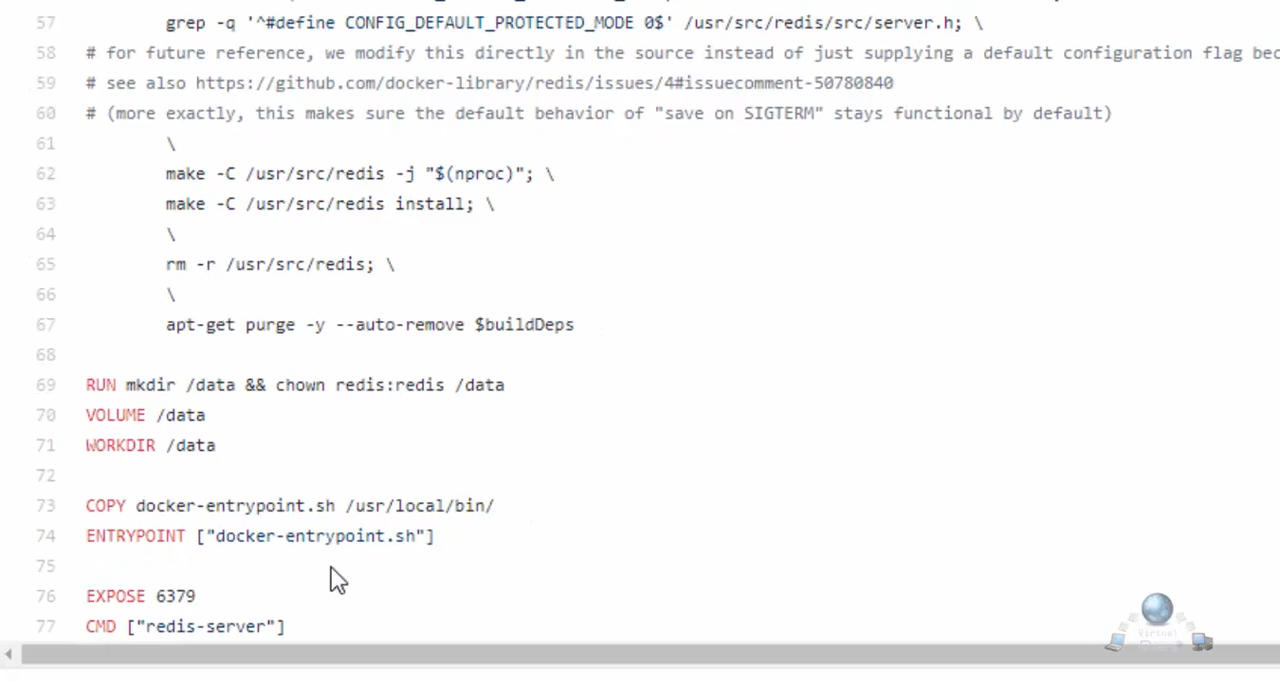 57 grep -q '^#define CONFIG_DEFAULT_PROTECTED_MODE 0$' /usr/src/redis/src/server.h; \
58 # for future reference, we modify this directly in the source instead of just supplying a default configuration flag
59 # see also https://github.com/docker-library/redis/issues/4#issuecomment-50780840
60 # (more exactly, this makes sure the default behavior of "save on SIGTERM" stays functional by default)
61 \
62 make -C /usr/src/redis -j "$(nproc)"; \
63 make -C /usr/src/redis install; \
64 \
65 rm -r /usr/src/redis; \
66 \
67 apt-get purge -y --auto-remove $buildDeps
68
69 RUN mkdir /data && chown redis:redis /data
70 VOLUME /data
71 WORKDIR /data
72
73 COPY docker-entrypoint.sh /usr/local/bin/
74 ENTRYPOINT ["docker-entrypoint.sh"]
75
76 EXPOSE 6379
77 CMD ["redis-server"]
Virtual